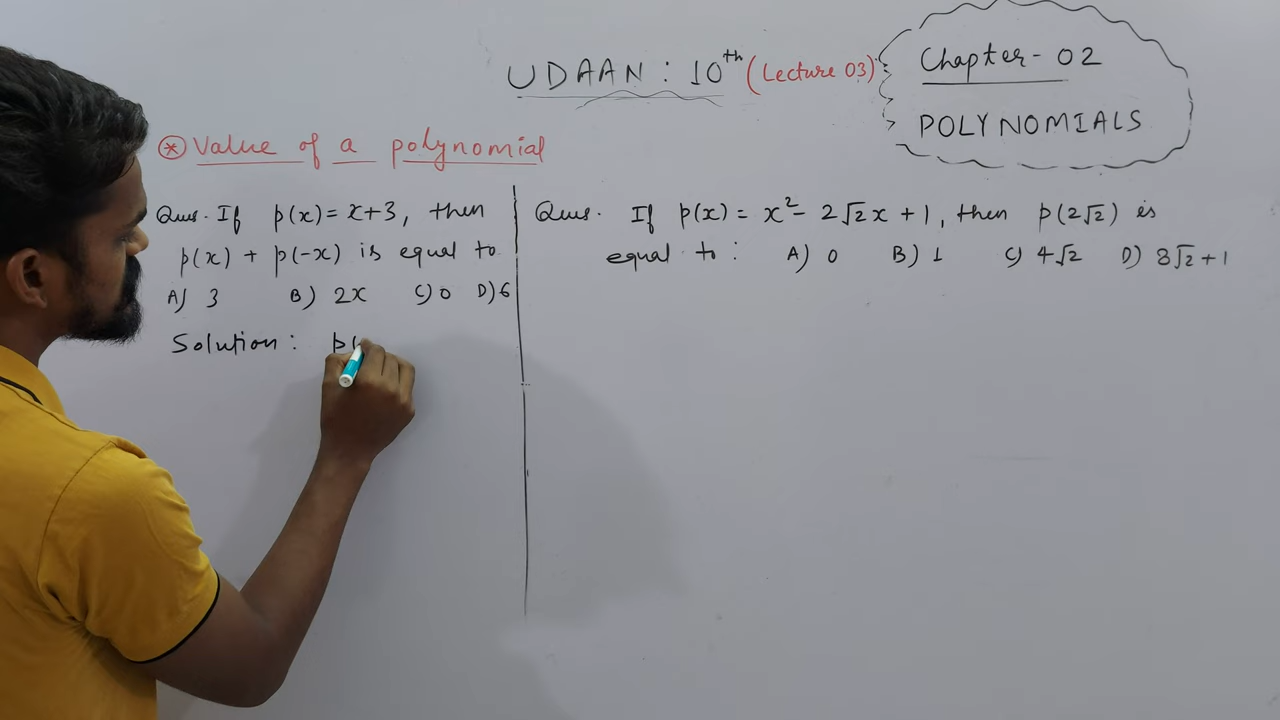 UDAAN : 10th (Lecture 03)
Chapter - 02
POLYNOMIALS
* Value of a polynomial
Ques. If p(x) = x+3, then
p(x) + p(-x) is equal to
A) 3 B) 2x C) 0 D) 6
Solution : p(
Ques. If p(x) = x² - 2√2x + 1, then p(2√2) is
equal to : A) 0 B) 1 C) 4√2 D) 8√2 + 1